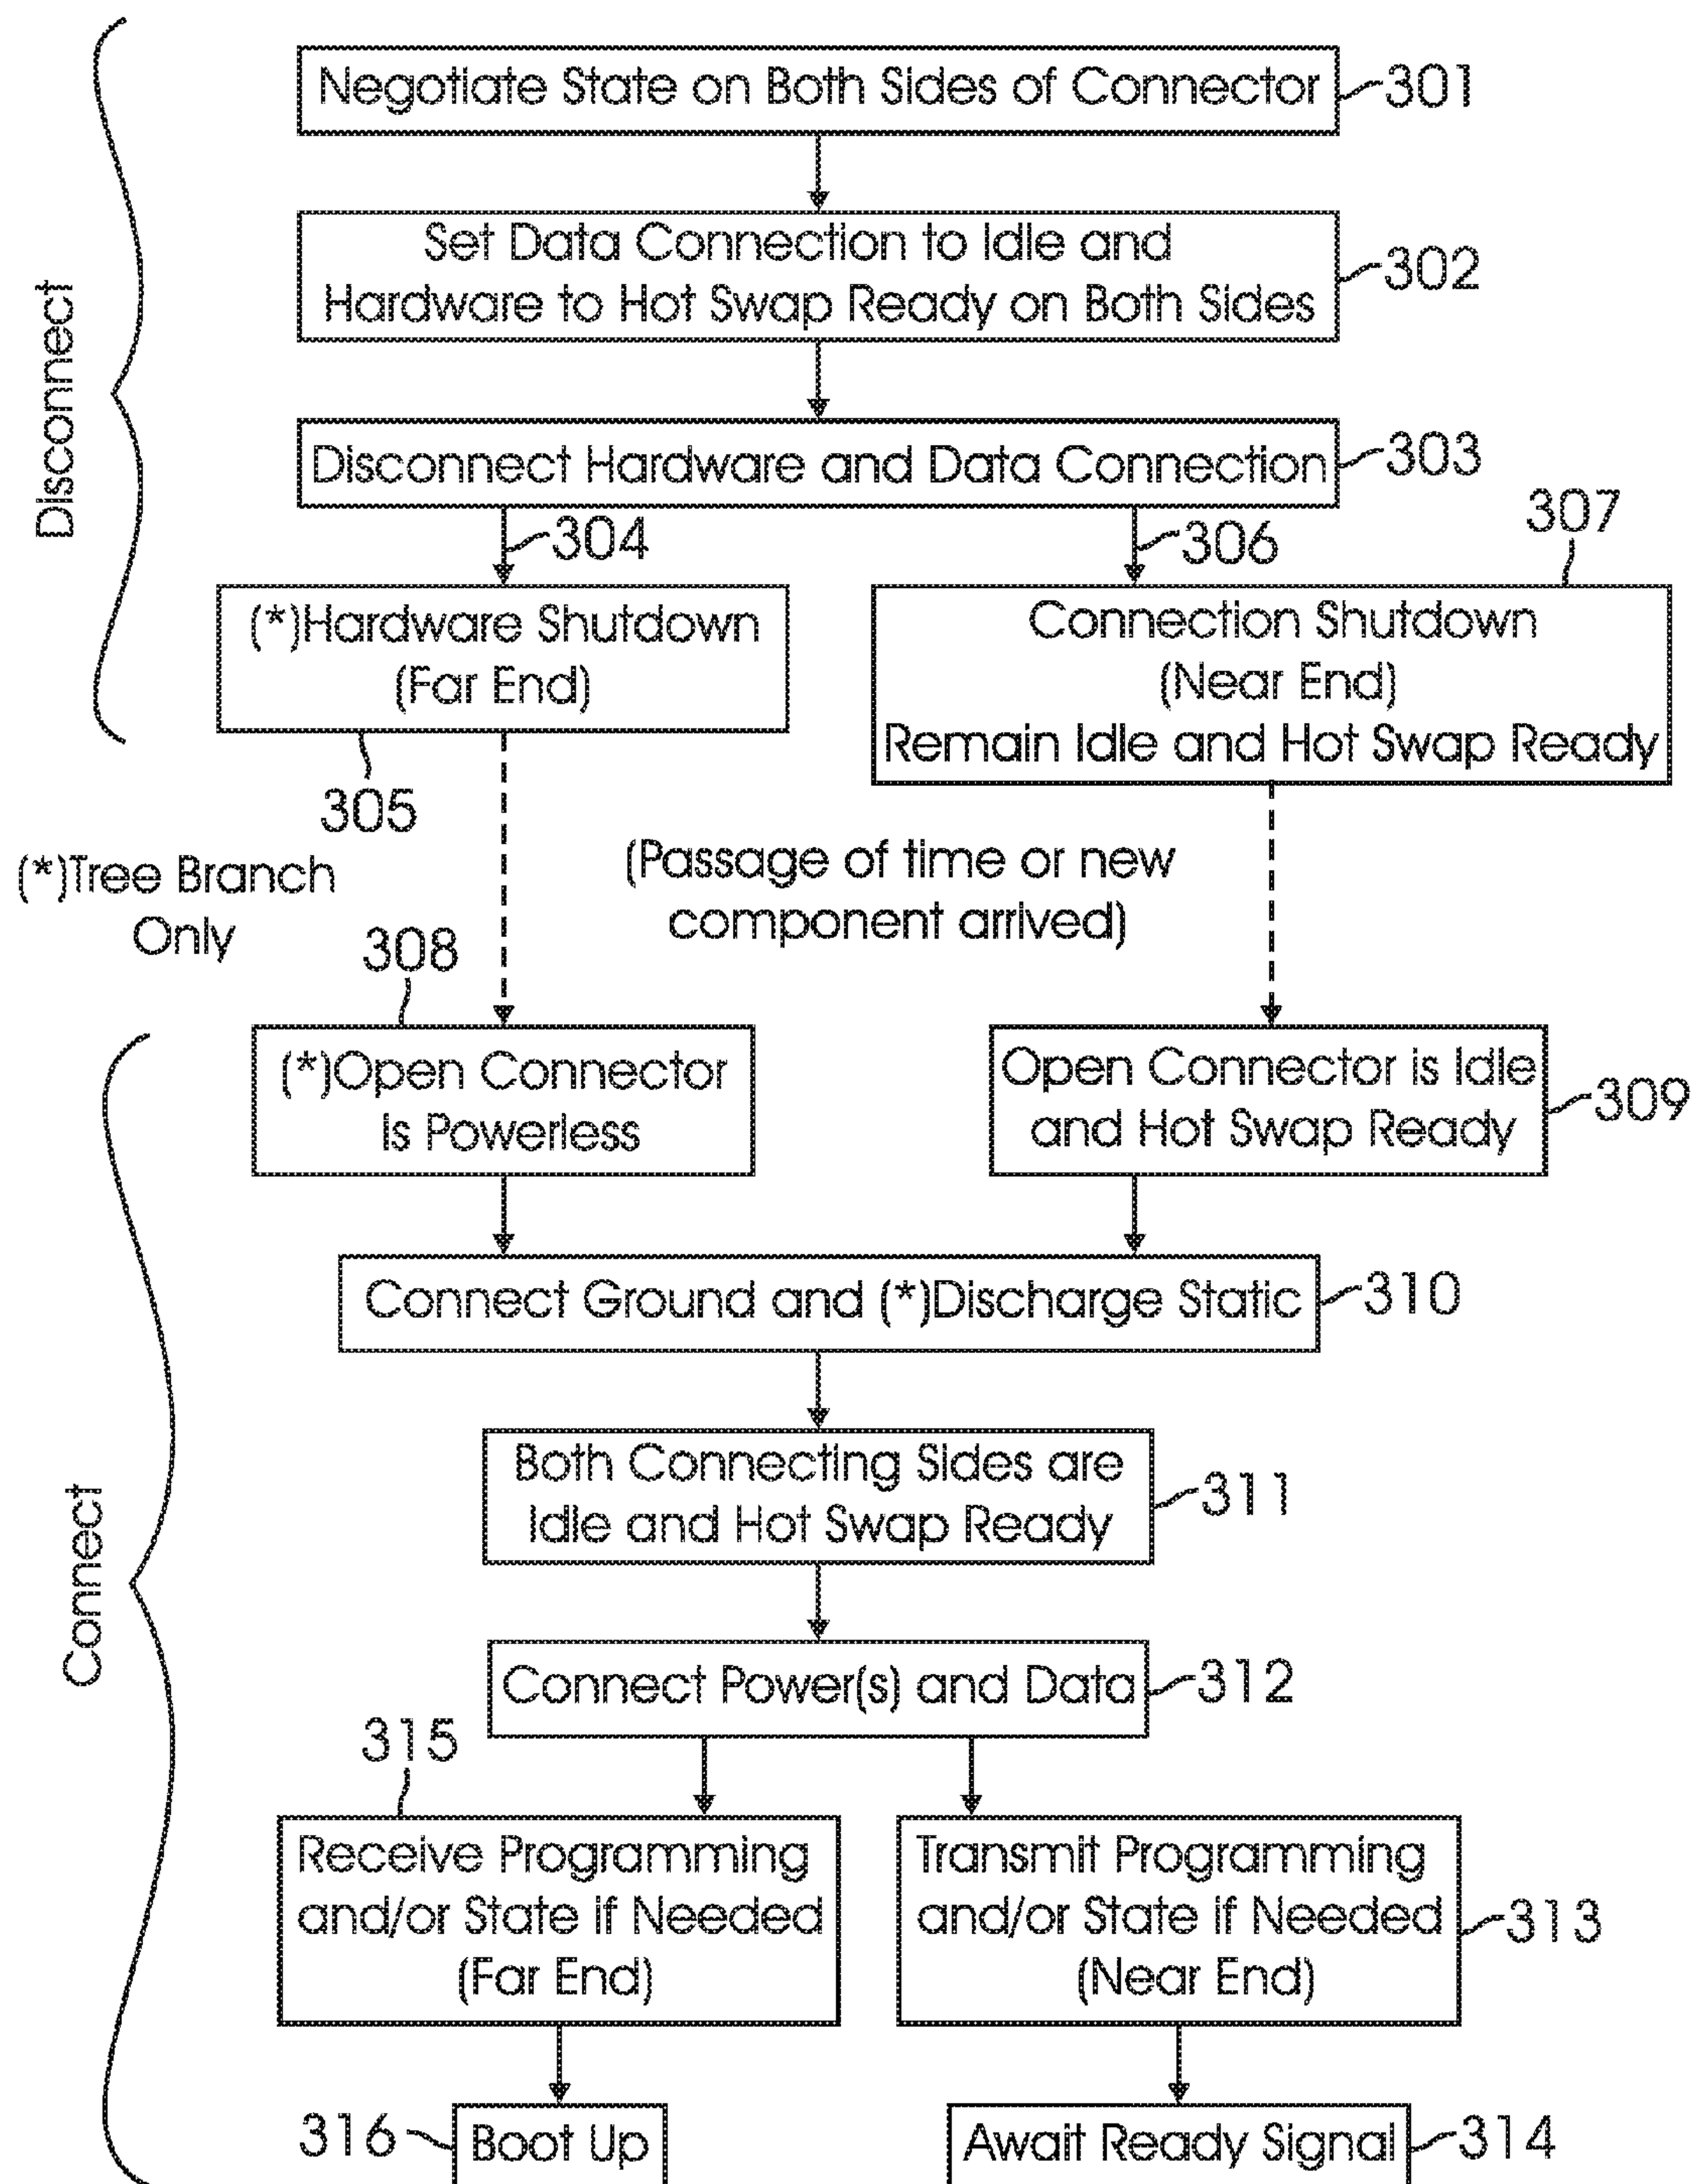 Disconnect
Negotiate State on Both Sides of Connector
301
Set Data Connection to Idle and
Hardware to Hot Swap Ready on Both Sides
302
Disconnect Hardware and Data Connection
303
304
306
307
(*)Hardware Shutdown
(Far End)
305
Connection Shutdown
(Near End)
Remain Idle and Hot Swap Ready
(*)Tree Branch
Only
(Passage of time or new
component arrived)
Connect
308
(*)Open Connector
Is Powerless
Open Connector is Idle
and Hot Swap Ready
309
Connect Ground and (*)Discharge Static
310
Both Connecting Sides are
Idle and Hot Swap Ready
311
Connect Power(s) and Data
312
315
Receive Programming
and/or State if Needed
(Far End)
Transmit Programming
and/or State if Needed
(Near End)
313
316
Boot Up
Await Ready Signal
314